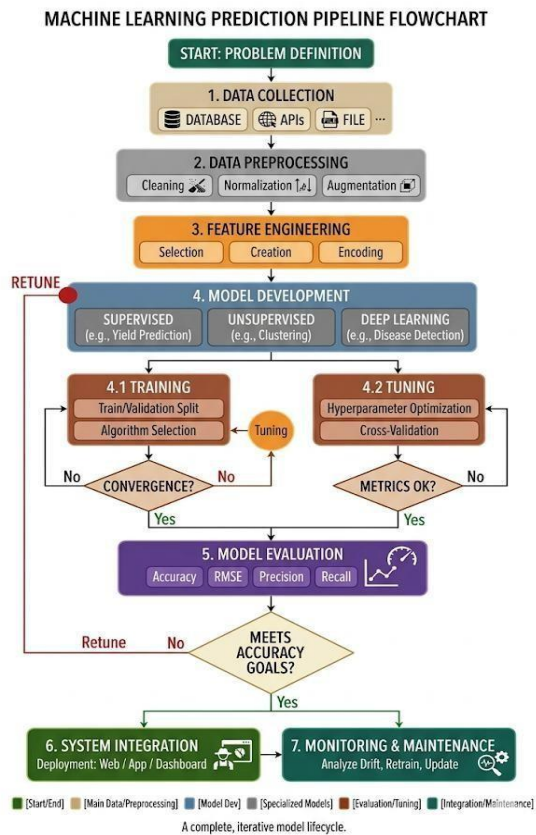 MACHINE LEARNING PREDICTION PIPELINE FLOWCHART
START: PROBLEM DEFINITION
1. DATA COLLECTION
DATABASE APIs FILE FILE ...
2. DATA PREPROCESSING
Cleaning Normalization Augmentation
3. FEATURE ENGINEERING
Selection Creation Encoding
RETUNE
4. MODEL DEVELOPMENT
SUPERVISED UNSUPERVISED DEEP LEARNING
(e.g., Yield Prediction) (e.g., Clustering) (e.g., Disease Detection)
4.1 TRAINING 4.2 TUNING
Train/Validation Split Hyperparameter Optimization
Algorithm Selection Tuning Cross-Validation
No CONVERGENCE? No METRICS OK? No
Yes Yes
5. MODEL EVALUATION
Accuracy RMSE Precision Recall
Retune No MEETS
ACCURACY
GOALS?
Yes
6. SYSTEM INTEGRATION 7. MONITORING & MAINTENANCE
Deployment: Web / App / Dashboard Analyze Drift, Retrain, Update
[Start/End] [Main Data/Preprocessing] [Model Dev] [Specialized Models] [Evaluation/Tuning] [Integration/Maintenance]
A complete, iterative model lifecycle.